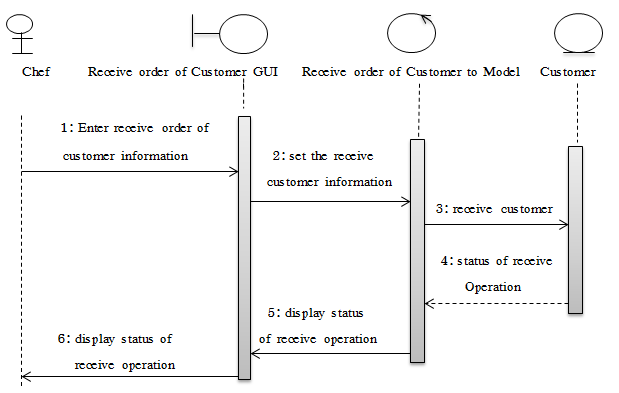 Chef
Receive order of Customer GUI
Receive order of Customer to Model
Customer
1: Enter receive order of
customer information
2: set the receive
customer information
3: receive customer
4: status of receive
Operation
5: display status
of receive operation
6: display status of
receive operation